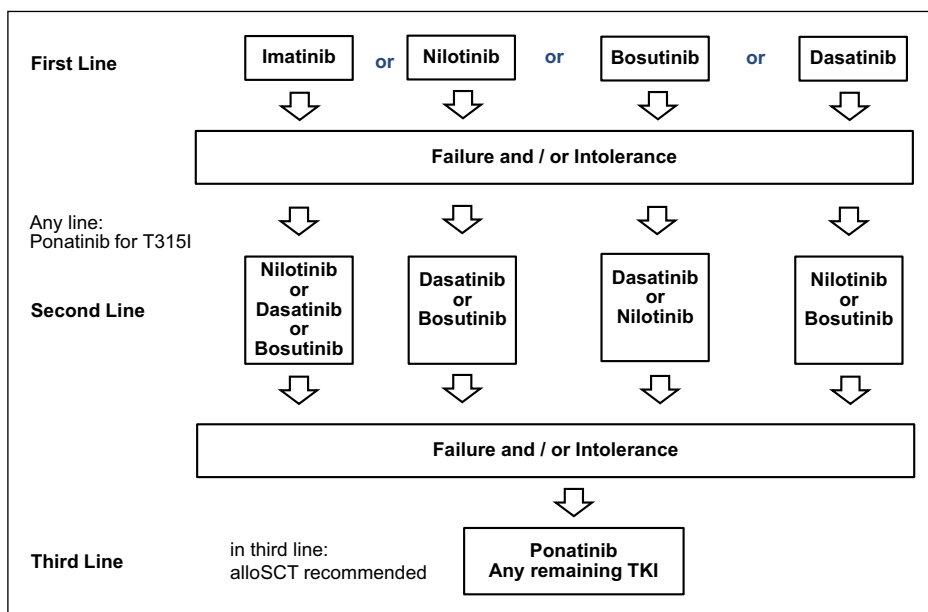 First Line
Imatinib or Nilotinib or Bosutinib or Dasatinib
Failure and / or Intolerance
Any line:
Ponatinib for T315I
Second Line
Nilotinib
or
Dasatinib
or
Bosutinib
Dasatinib
or
Bosutinib
Dasatinib
or
Nilotinib
Nilotinib
or
Bosutinib
Failure and / or Intolerance
Third Line
in third line:
alloSCT recommended
Ponatinib
Any remaining TKI